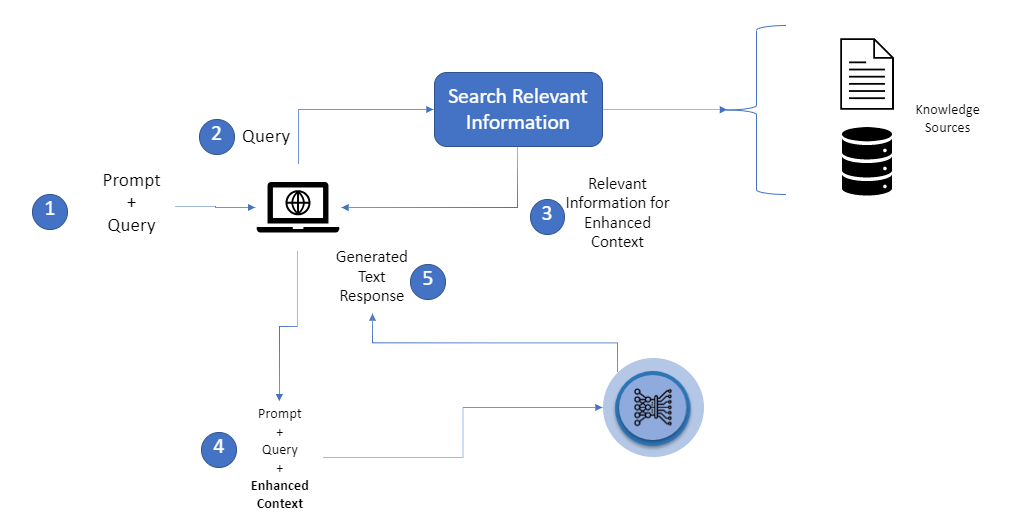 Search Relevant
Information
2
Query
Knowledge
Sources
1
Prompt
+
Query
3
Relevant
Information for
Enhanced
Context
Generated
Text
Response
5
4
Prompt
+
Query
+
Enhanced
Context